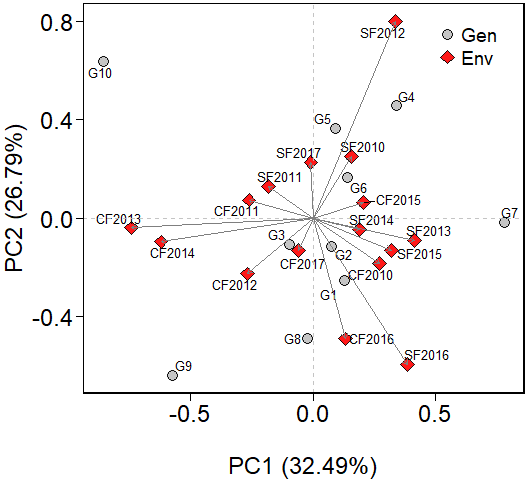 0.8
SF2012
Gen
Env
G10
G4
0.4
G5
SF2010
SF2017
G6
SF2011
CF2015
CF2011
G7
0.0
CF2013
SF2014
SF2013
CF2014
G3
G2
SF2015
CF2017
CF2010
CF2012
G1
-0.4
G8
CF2016
SF2016
G9
-0.5
0.0
0.5
PC2 (26.79%)
PC1 (32.49%)